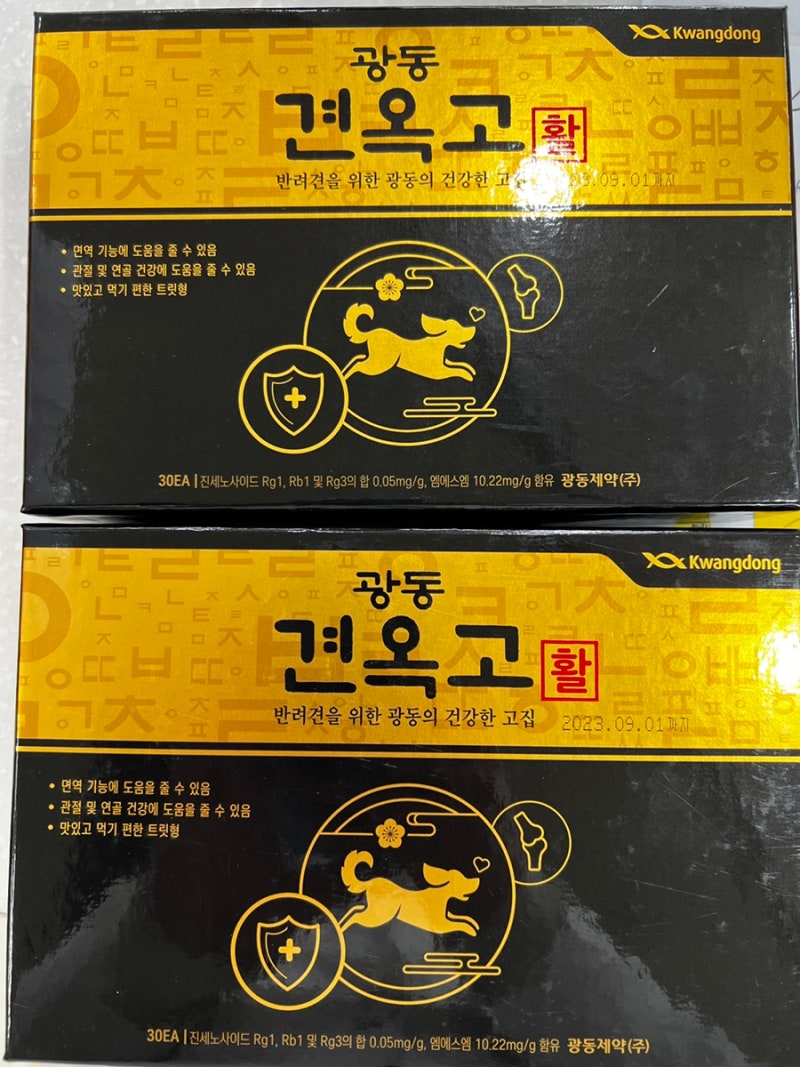 Kwangdong
광동
견옥고 활
반려견을 위한 광동의 건강한 고집
.09.01까지
• 면역 기능에 도움을 줄 수 있음
• 관절 및 연골 건강에 도움을 줄 수 있음
• 맛있고 먹기 편한 트릿형
30EA | 진세노사이드 Rg1, Rb1 및 Rg3의 합 0.05mg/g, 엠에스엠 10.22mg/g 함유 광동제약(주)
Kwangdong
광동
견옥고 활
반려견을 위한 광동의 건강한 고집 2023.09.01까지
• 면역 기능에 도움을 줄 수 있음
• 관절 및 연골 건강에 도움을 줄 수 있음
• 맛있고 먹기 편한 트릿형
30EA | 진세노사이드 Rg1, Rb1 및 Rg3의 합 0.05mg/g, 엠에스엠 10.22mg/g 함유 광동제약(주)